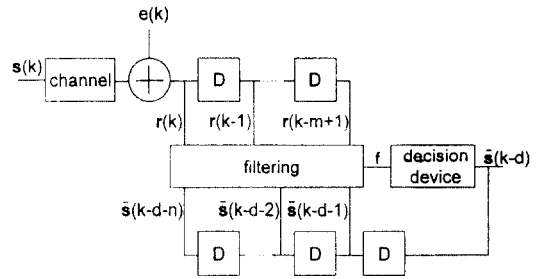 e(k)
s(k)
channel
+
D
...
D
r(k)
r(k-1)
r(k-m+1)
filtering
f
decision
device
s̃(k-d)
s̃(k-d-n)
s̃(k-d-2)
s̃(k-d-1)
D
...
D
D